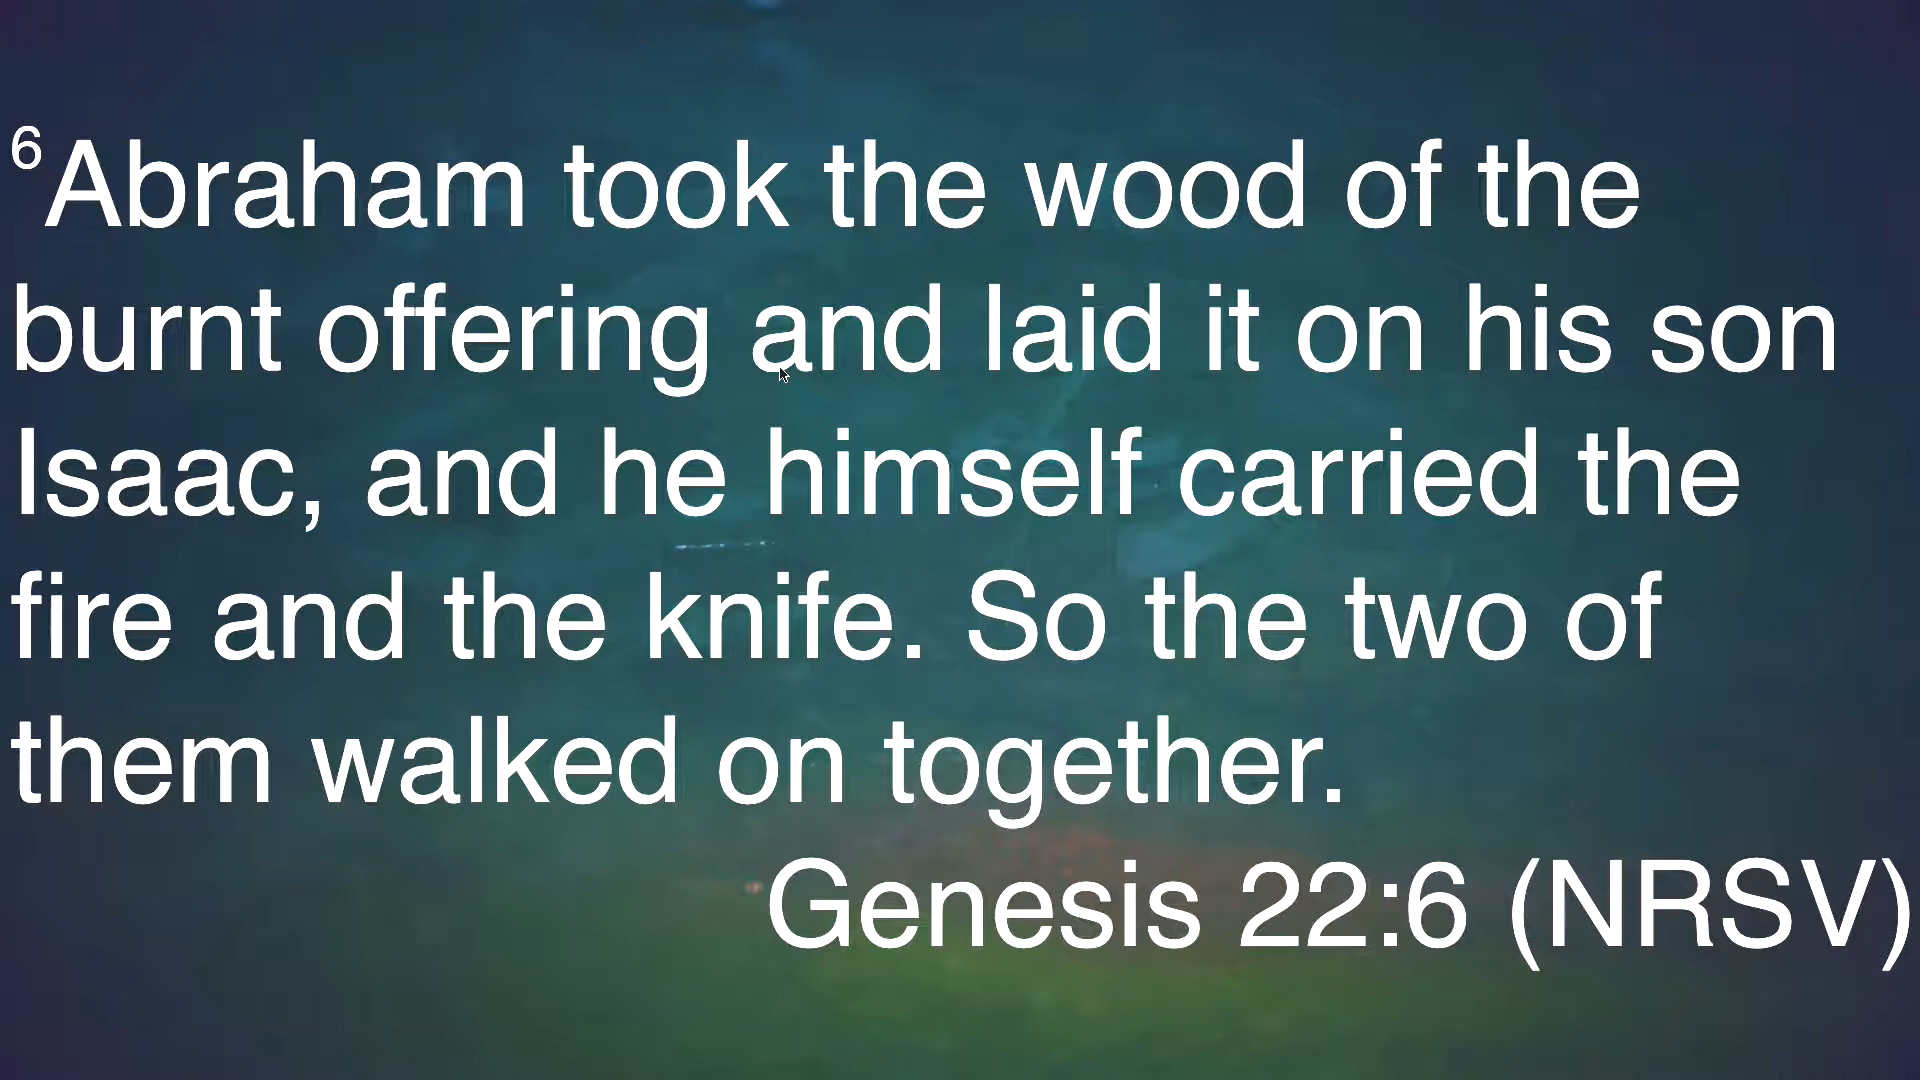 6Abraham took the wood of the
burnt offering and laid it on his son
Isaac, and he himself carried the
fire and the knife. So the two of
them walked on together.
Genesis 22:6 (NRSV)